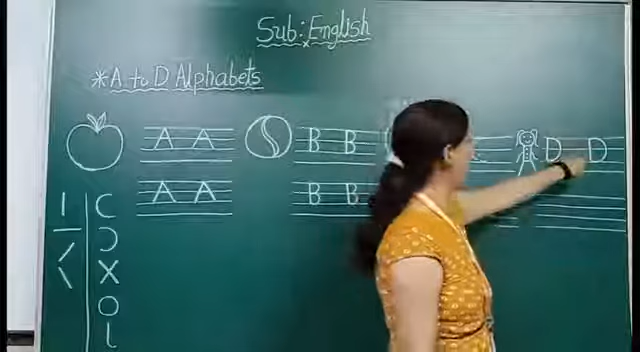 Sub: English
*A to D Alphabets
A A B B D D
A A B B
| C
— Ɔ
/ X
\ O
l